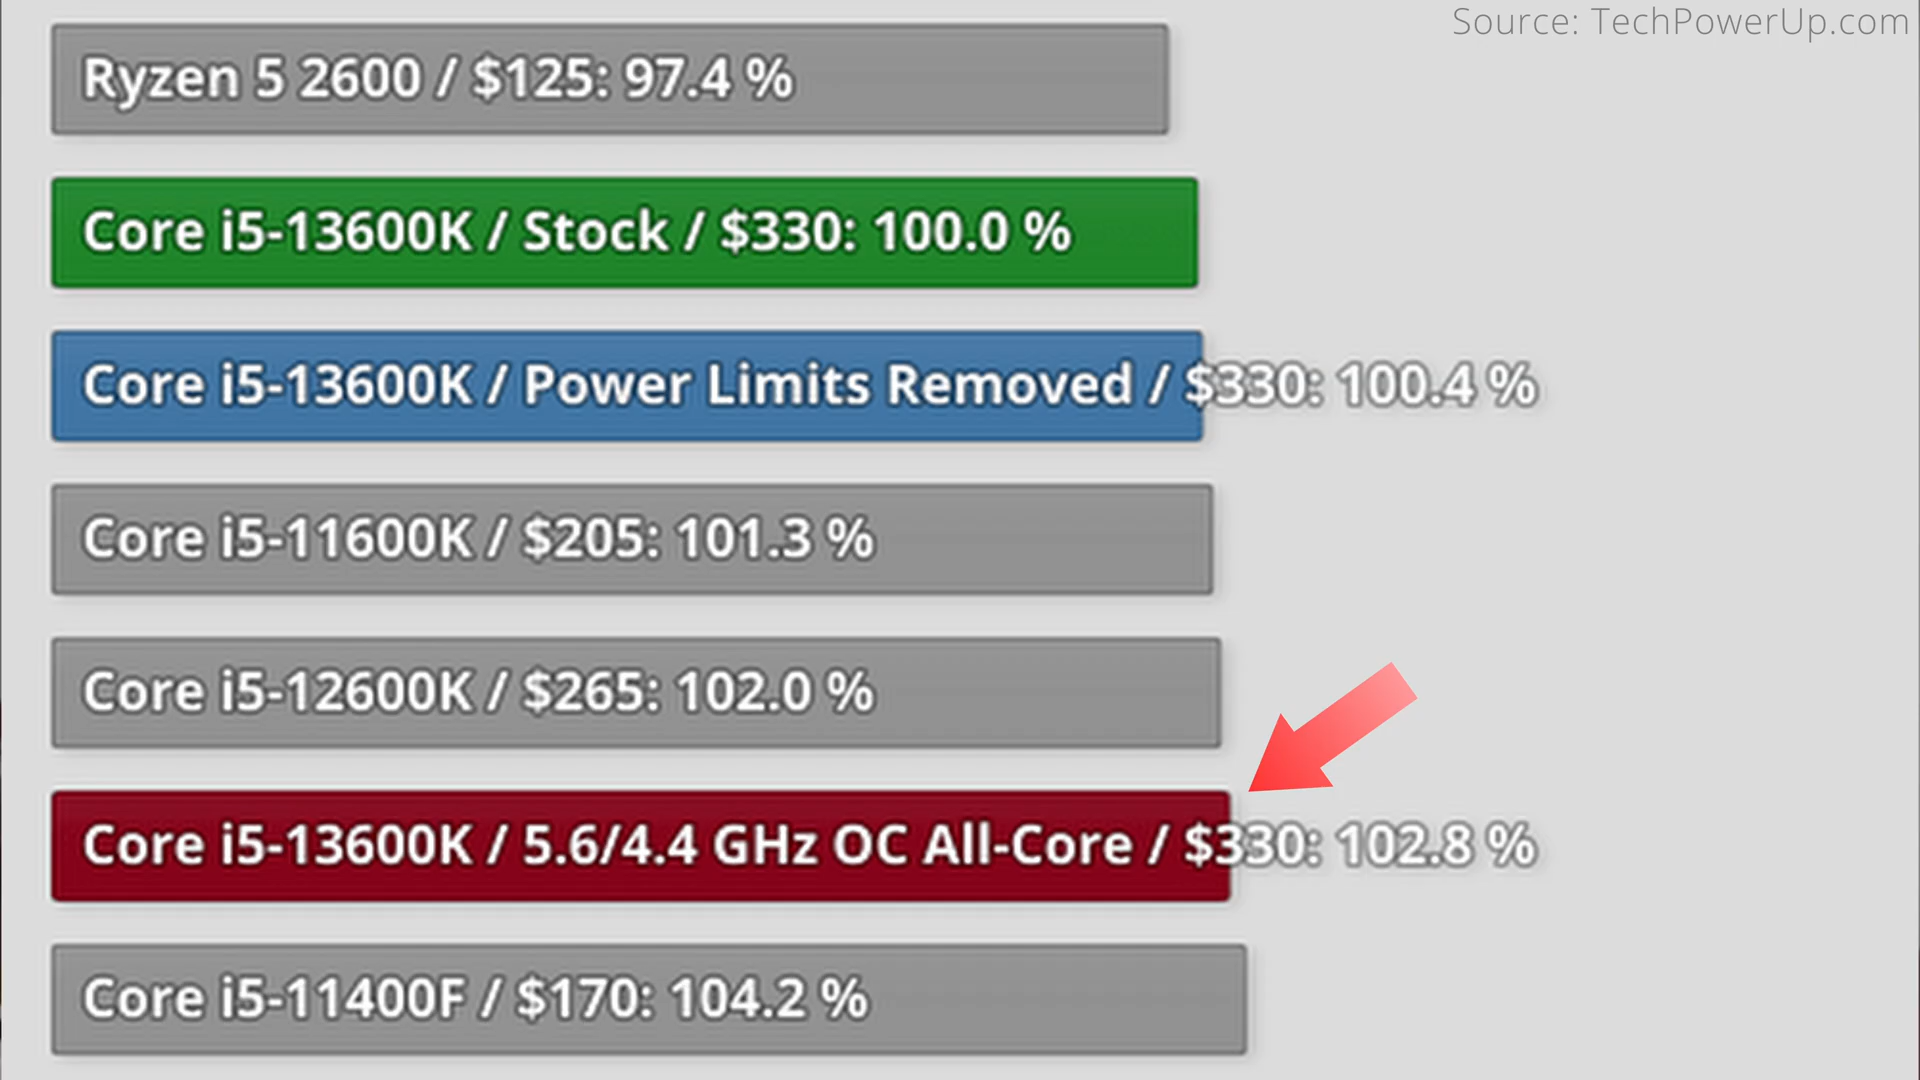 Source: TechPowerUp.com
Ryzen 5 2600 / $125: 97.4 %
Core i5-13600K / Stock / $330: 100.0 %
Core i5-13600K / Power Limits Removed / $330: 100.4 %
Core i5-11600K / $205: 101.3 %
Core i5-12600K / $265: 102.0 %
Core i5-13600K / 5.6/4.4 GHz OC All-Core / $330: 102.8 %
Core i5-11400F / $170: 104.2 %